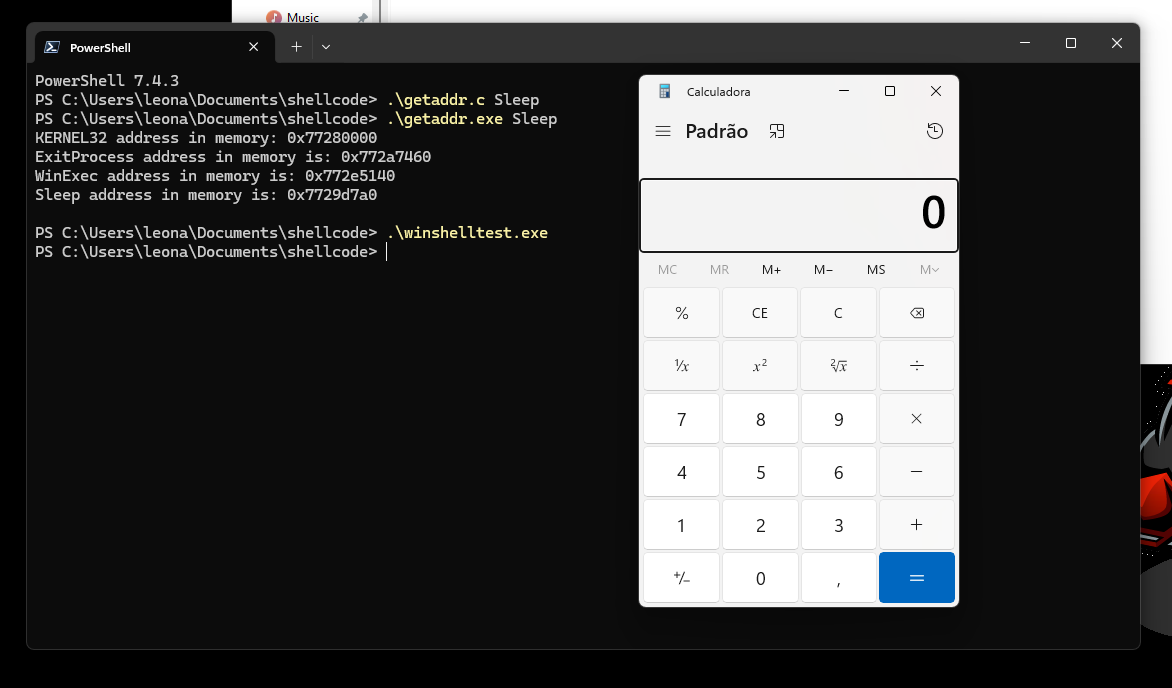 Music
PowerShell
PowerShell 7.4.3
PS C:\Users\leona\Documents\shellcode> .\getaddr.c Sleep
PS C:\Users\leona\Documents\shellcode> .\getaddr.exe Sleep
KERNEL32 address in memory: 0x77280000
ExitProcess address in memory is: 0x772a7460
WinExec address in memory is: 0x772e5140
Sleep address in memory is: 0x7729d7a0
PS C:\Users\leona\Documents\shellcode> .\winshelltest.exe
PS C:\Users\leona\Documents\shellcode>
Calculadora
Padrão
0
MC MR M+ M− MS M
% CE C
¹/x x² ²√x ÷
7 8 9 ×
4 5 6 −
1 2 3 +
+/− 0 , =